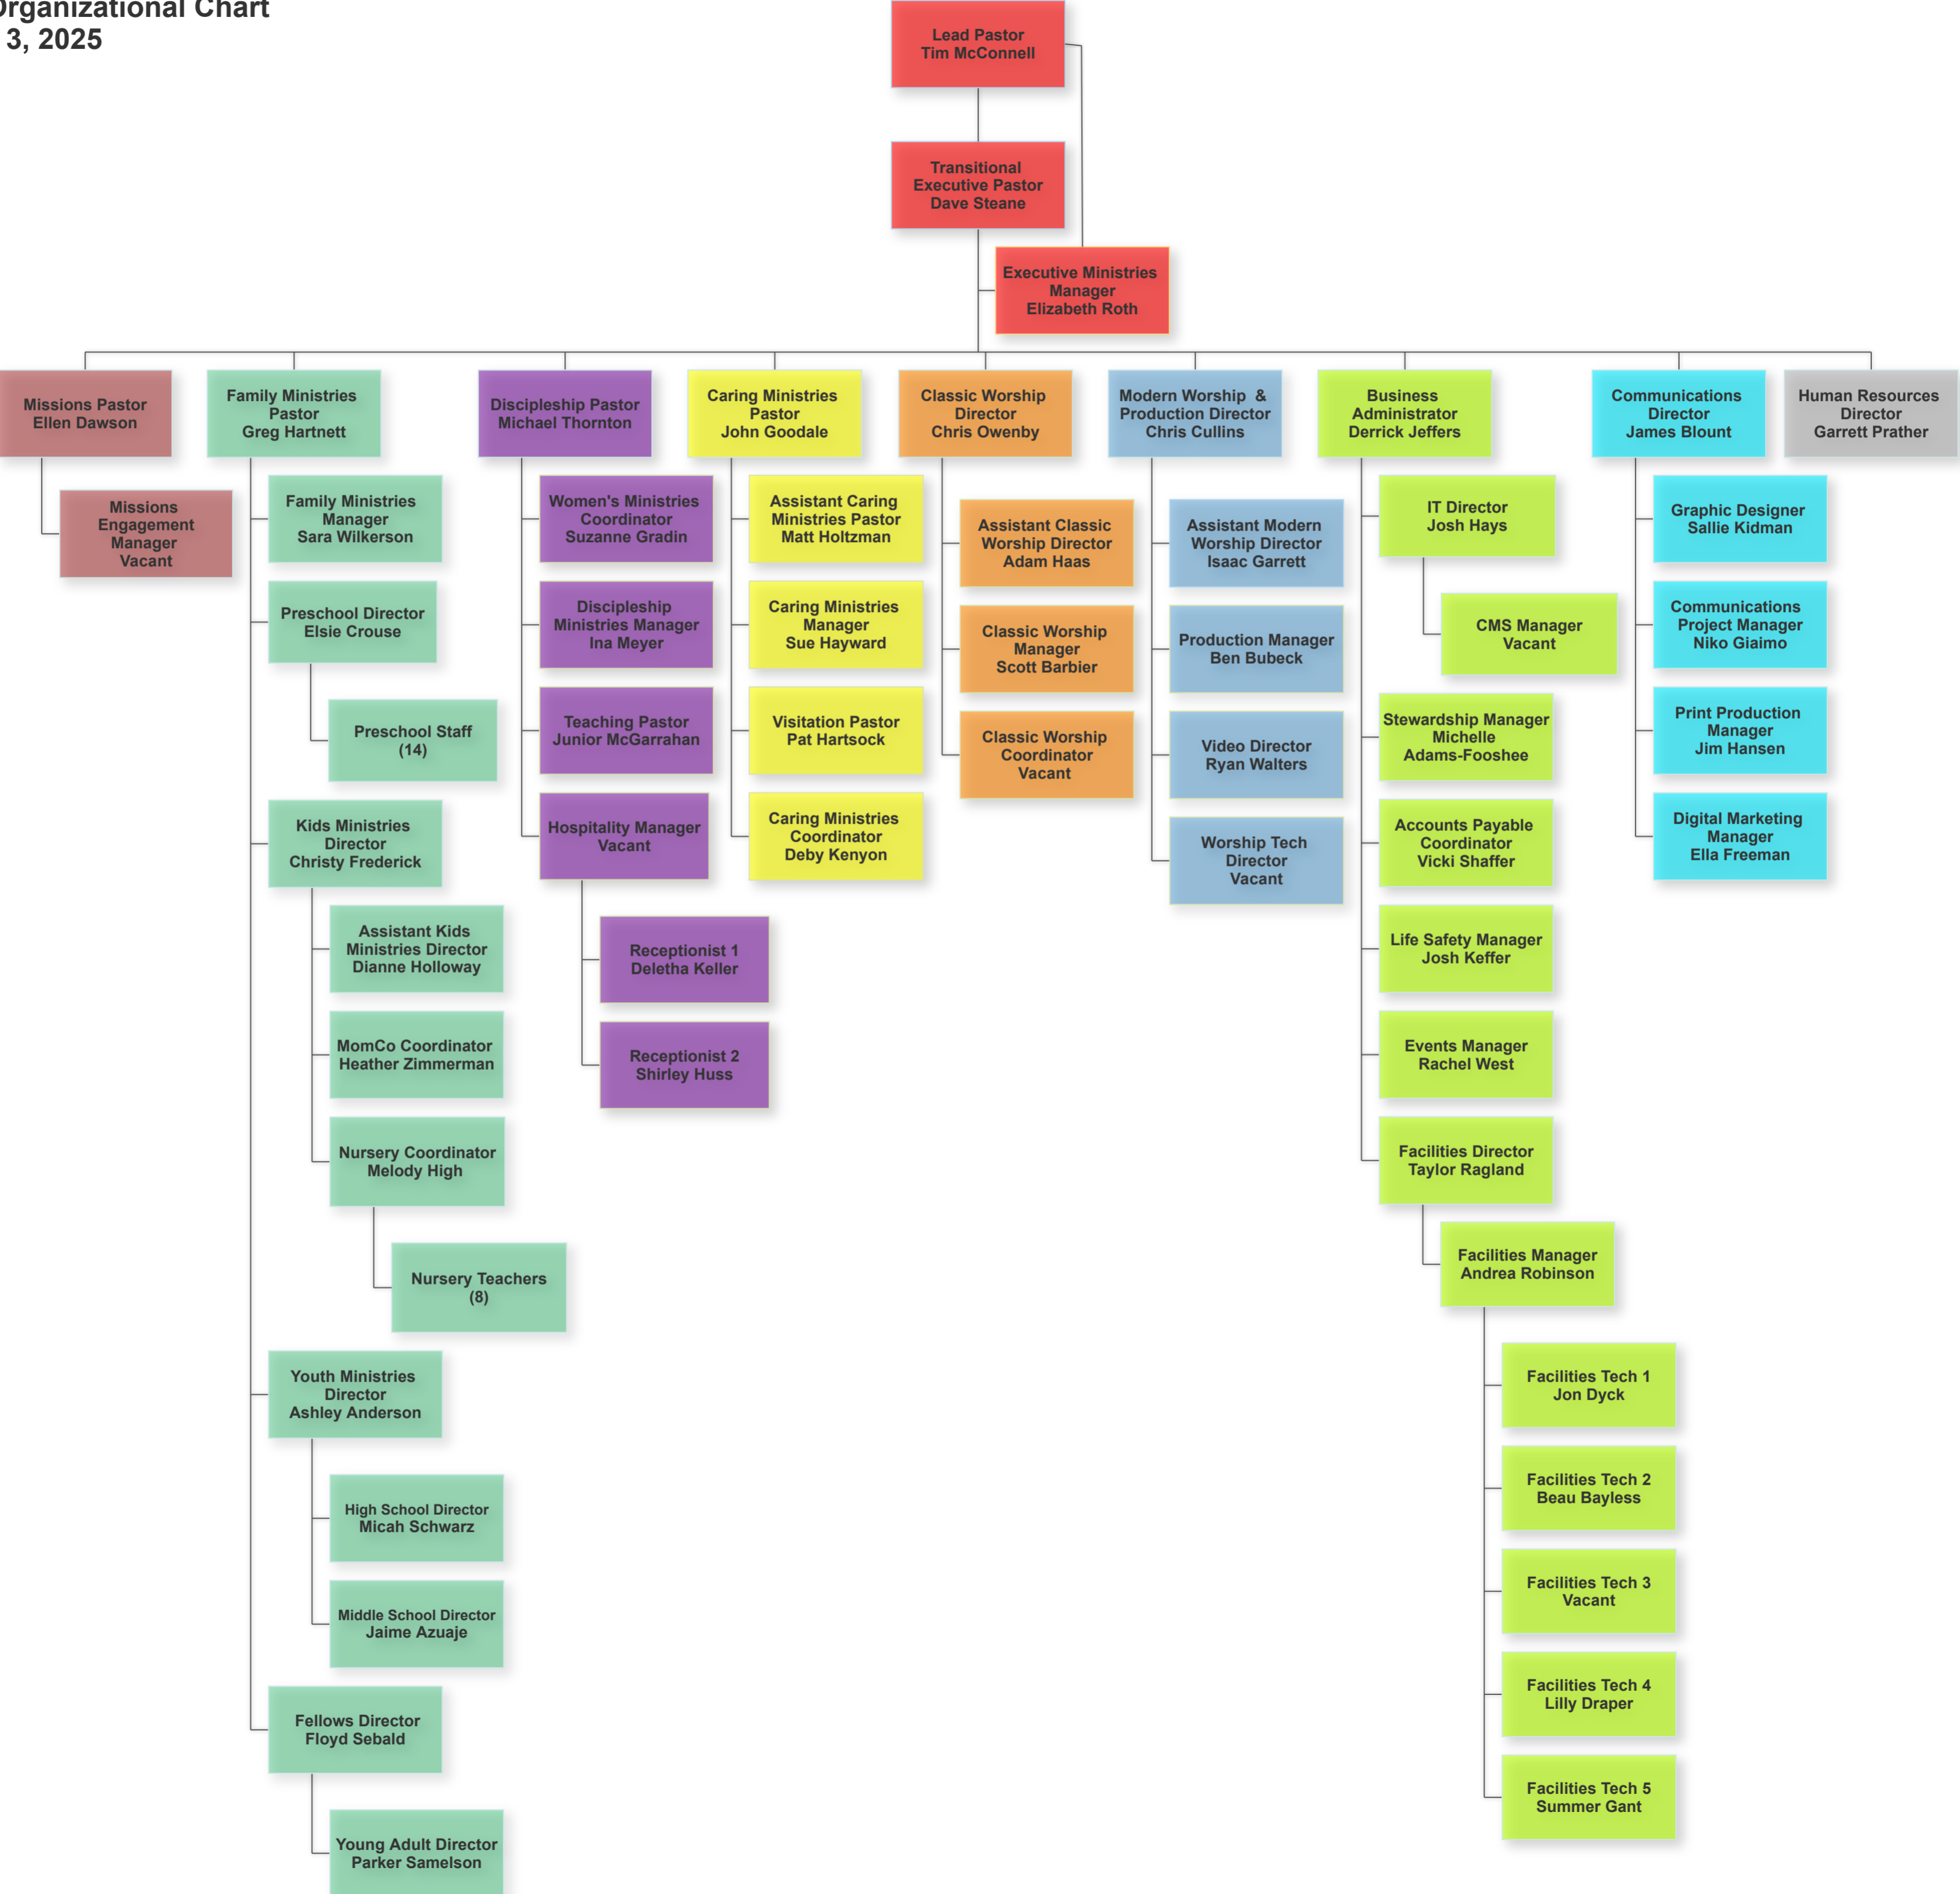 Organizational Chart
3, 2025
Lead Pastor
Tim McConnell
Transitional
Executive Pastor
Dave Steane
Executive Ministries
Manager
Elizabeth Roth
Missions Pastor
Ellen Dawson
Missions
Engagement
Manager
Vacant
Family Ministries
Pastor
Greg Hartnett
Family Ministries
Manager
Sara Wilkerson
Preschool Director
Elsie Crouse
Preschool Staff
(14)
Kids Ministries
Director
Christy Frederick
Assistant Kids
Ministries Director
Dianne Holloway
MomCo Coordinator
Heather Zimmerman
Nursery Coordinator
Melody High
Nursery Teachers
(8)
Youth Ministries
Director
Ashley Anderson
High School Director
Micah Schwarz
Middle School Director
Jaime Azuaje
Fellows Director
Floyd Sebald
Young Adult Director
Parker Samelson
Discipleship Pastor
Michael Thornton
Women's Ministries
Coordinator
Suzanne Gradin
Discipleship
Ministries Manager
Ina Meyer
Teaching Pastor
Junior McGarrahan
Hospitality Manager
Vacant
Receptionist 1
Deletha Keller
Receptionist 2
Shirley Huss
Caring Ministries
Pastor
John Goodale
Assistant Caring
Ministries Pastor
Matt Holtzman
Caring Ministries
Manager
Sue Hayward
Visitation Pastor
Pat Hartsock
Caring Ministries
Coordinator
Deby Kenyon
Classic Worship
Director
Chris Owenby
Assistant Classic
Worship Director
Adam Haas
Classic Worship
Manager
Scott Barbier
Classic Worship
Coordinator
Vacant
Modern Worship &
Production Director
Chris Cullins
Assistant Modern
Worship Director
Isaac Garrett
Production Manager
Ben Bubeck
Video Director
Ryan Walters
Worship Tech
Director
Vacant
Business
Administrator
Derrick Jeffers
IT Director
Josh Hays
CMS Manager
Vacant
Stewardship Manager
Michelle
Adams-Fooshee
Accounts Payable
Coordinator
Vicki Shaffer
Life Safety Manager
Josh Keffer
Events Manager
Rachel West
Facilities Director
Taylor Ragland
Facilities Manager
Andrea Robinson
Facilities Tech 1
Jon Dyck
Facilities Tech 2
Beau Bayless
Facilities Tech 3
Vacant
Facilities Tech 4
Lilly Draper
Facilities Tech 5
Summer Gant
Communications
Director
James Blount
Graphic Designer
Sallie Kidman
Communications
Project Manager
Niko Giaimo
Print Production
Manager
Jim Hansen
Digital Marketing
Manager
Ella Freeman
Human Resources
Director
Garrett Prather